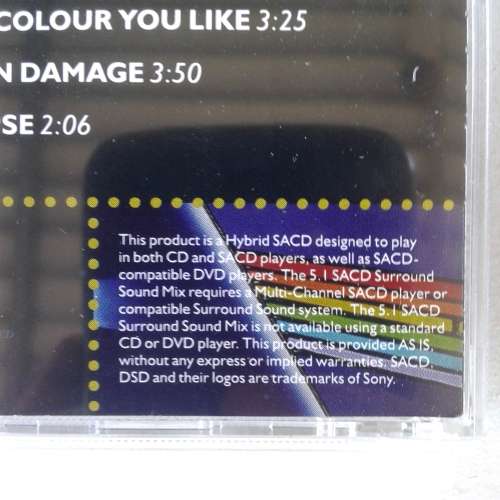 COLOUR YOU LIKE 3:25
N DAMAGE 3:50
SE 2:06
This product is a Hybrid SACD designed to play
in both CD and SACD players, as well as SACD-
compatible DVD players. The 5.1 SACD Surround
Sound Mix requires a Multi-Channel SACD player or
compatible Surround Sound system. The 5.1 SACD
Surround Sound Mix is not available using a standard
CD or DVD player. This product is provided AS IS,
without any express or implied warranties. SACD,
DSD and their logos are trademarks of Sony.